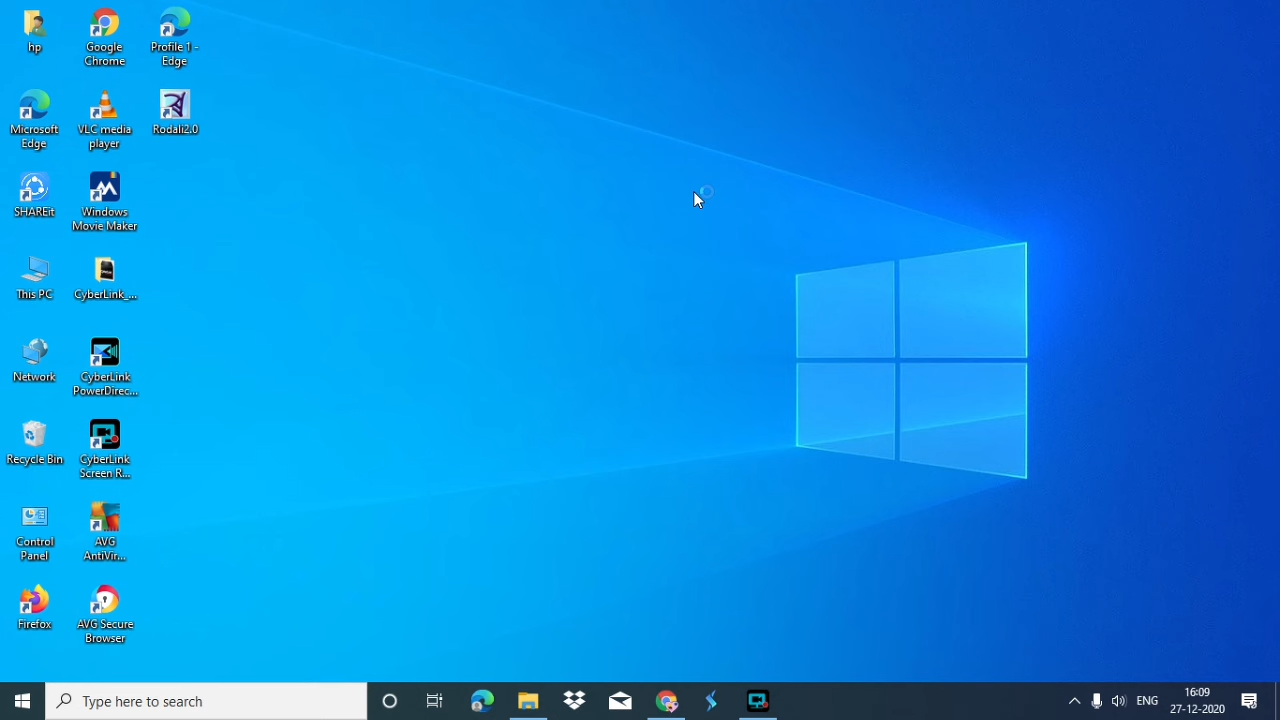 hp
Google
Chrome
Profile 1 -
Edge
Microsoft
Edge
VLC media
player
Rodali2.0
SHAREit
Windows
Movie Maker
This PC
CyberLink_...
Network
CyberLink
PowerDirec...
Recycle Bin
CyberLink
Screen R...
Control
Panel
AVG
AntiVir...
Firefox
AVG Secure
Browser
Type here to search
ENG
16:09
27-12-2020